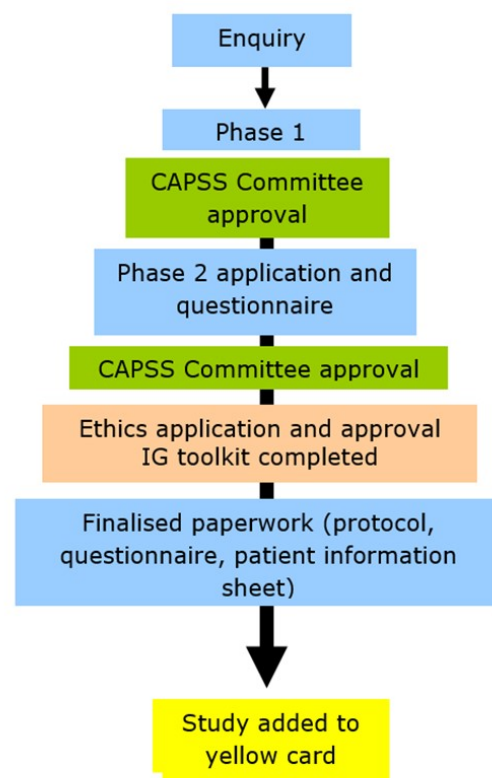 Enquiry
Phase 1
CAPSS Committee
approval
Phase 2 application and
questionnaire
CAPSS Committee approval
Ethics application and approval
IG toolkit completed
Finalised paperwork (protocol,
questionnaire, patient information
sheet)
Study added to
yellow card